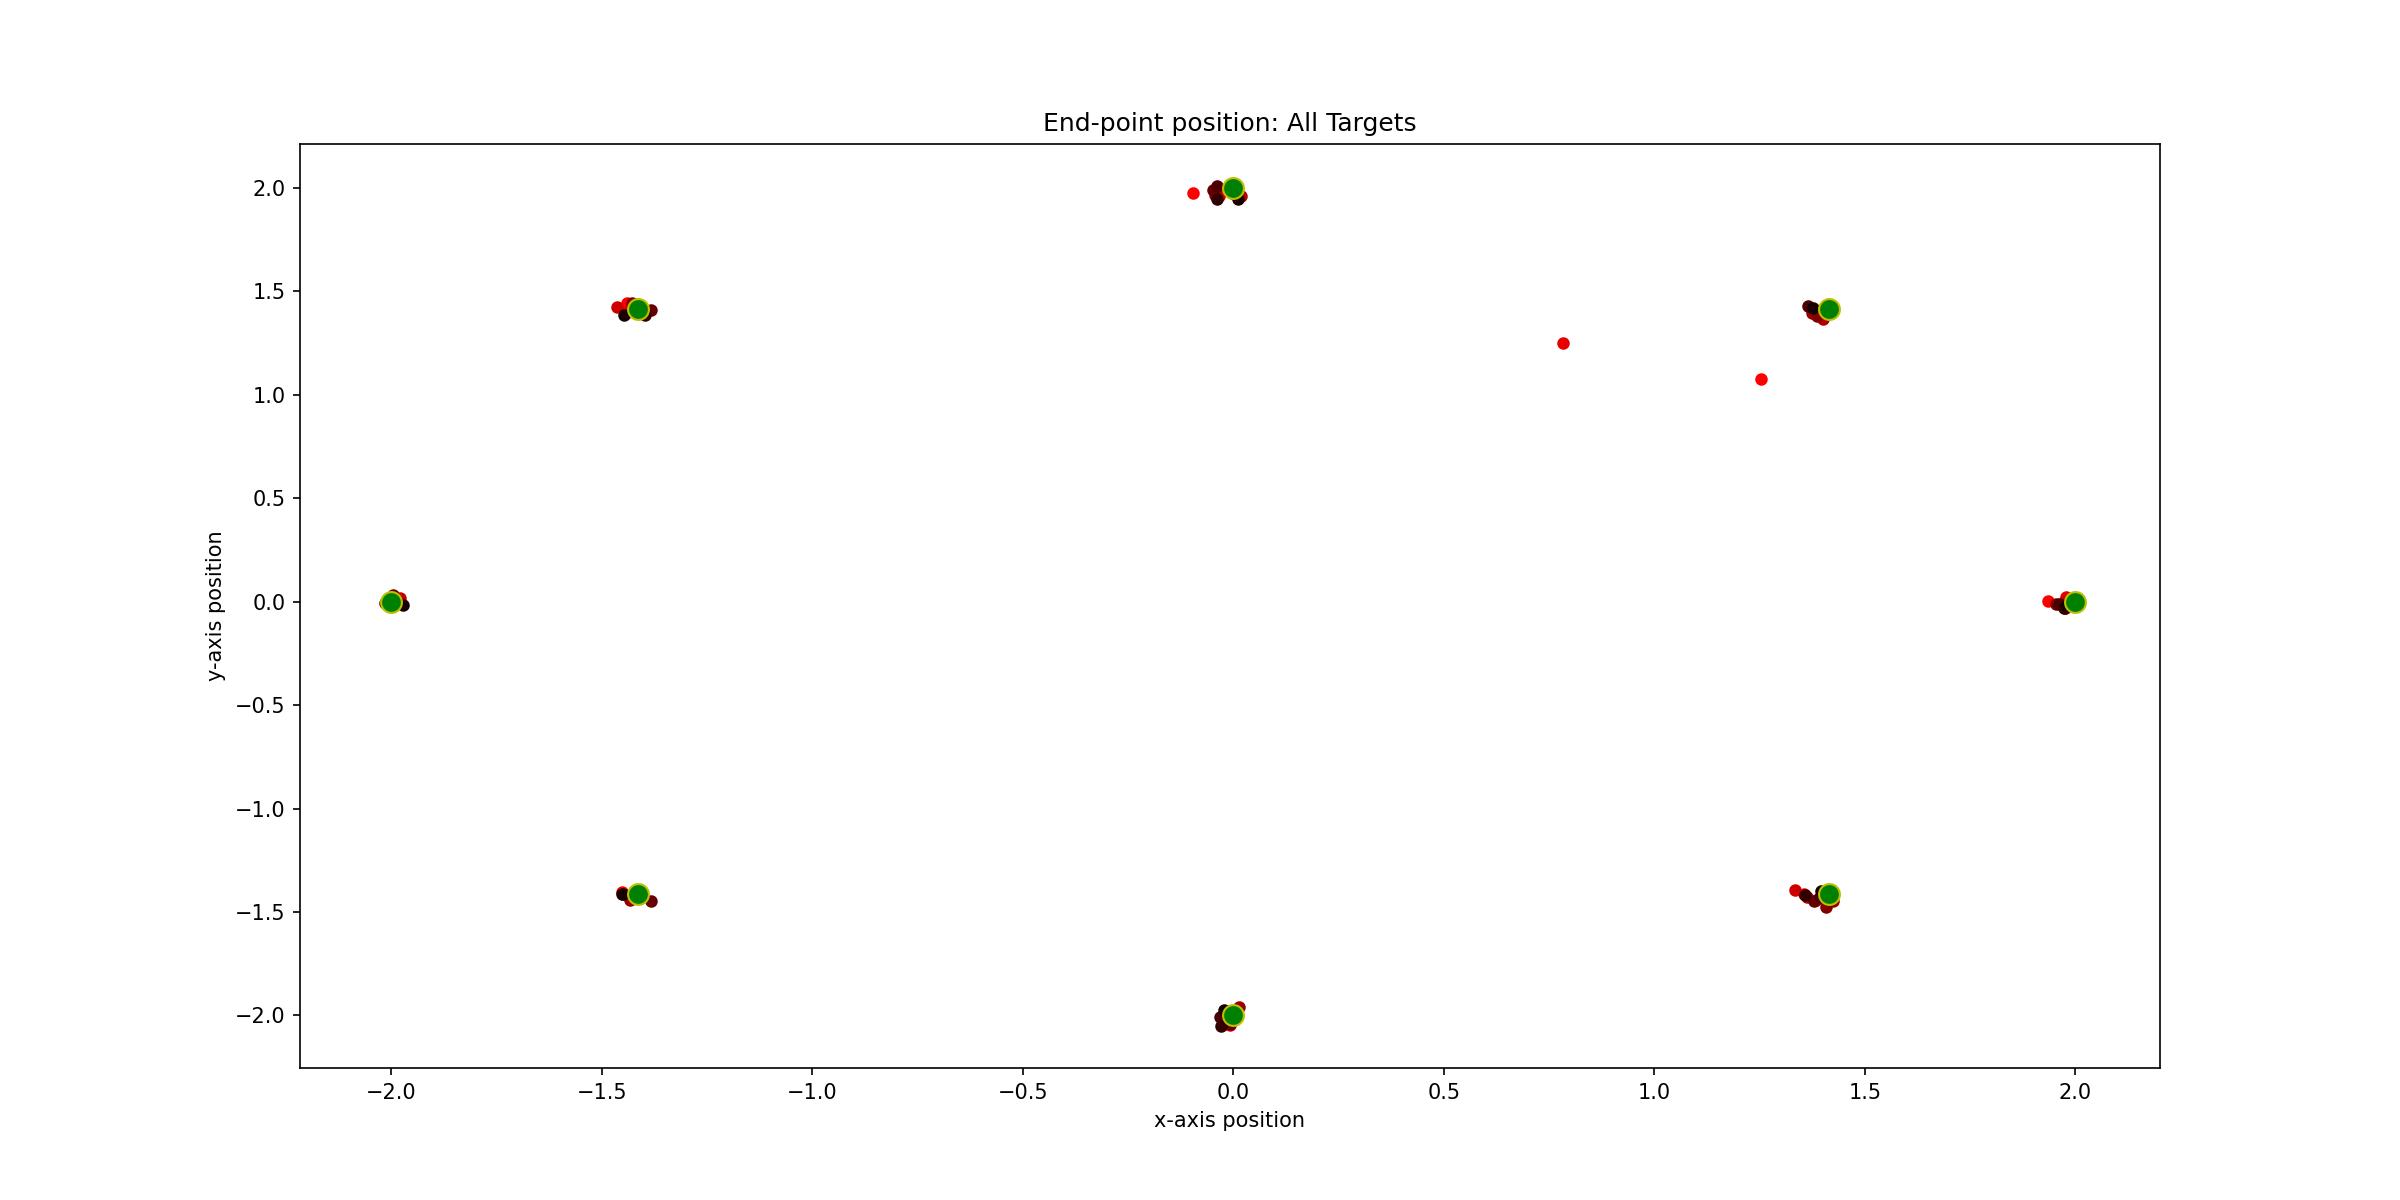 End-point position: All Targets
2.0
1.5
1.0
0.5
0.0
−0.5
−1.0
−1.5
−2.0
y-axis position
−2.0 −1.5 −1.0 −0.5 0.0 0.5 1.0 1.5 2.0
x-axis position